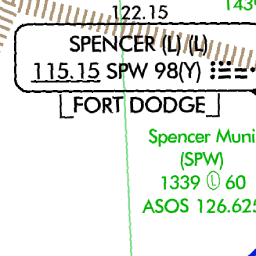 122.15
SPENCER (L) (L)
115.15 SPW 98(Y)
FORT DODGE
Spencer Muni
(SPW)
1339 Ⓛ 60
ASOS 126.625